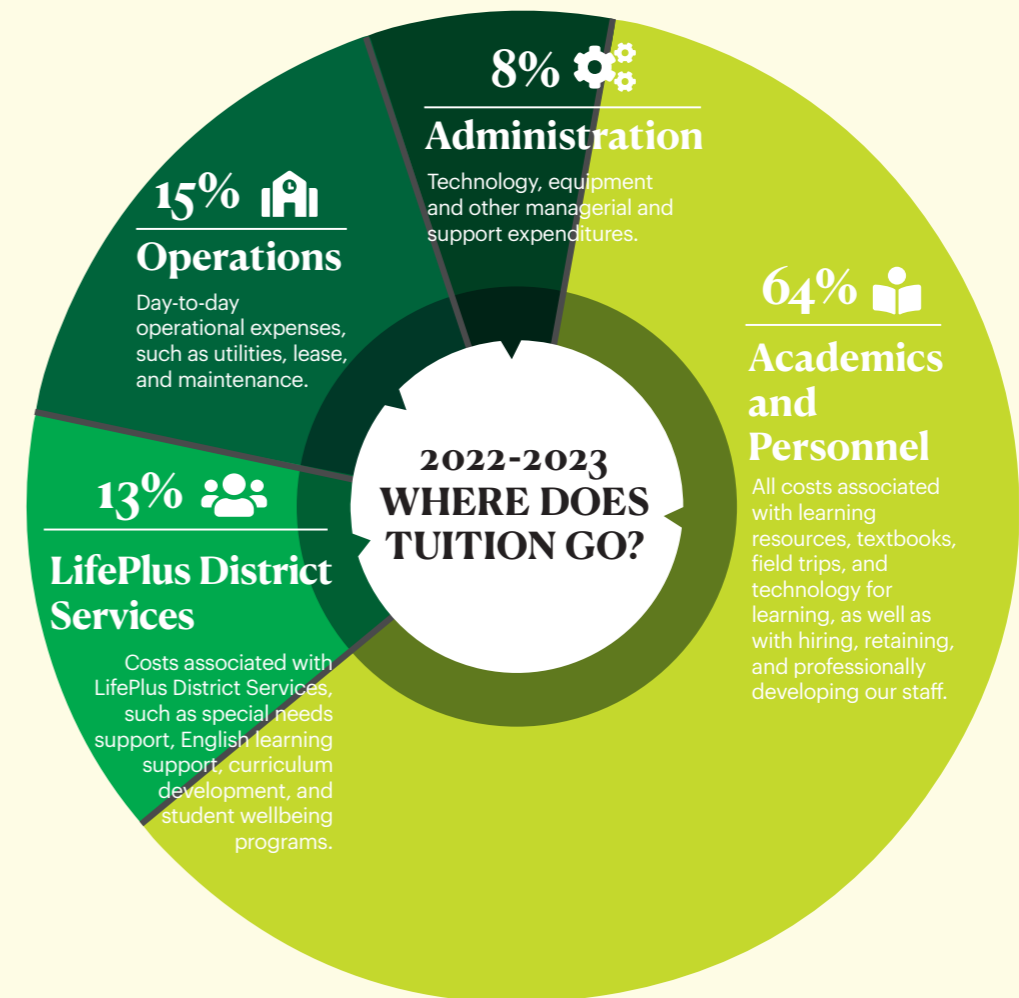 8%
Administration
Technology, equipment
and other managerial and
support expenditures.
15%
Operations
Day-to-day
operational expenses,
such as utilities, lease,
and maintenance.
64%
Academics
and
Personnel
All costs associated
with learning
resources, textbooks,
field trips, and
technology for
learning, as well as
with hiring, retaining,
and professionally
developing our staff.
2022-2023
WHERE DOES
TUITION GO?
13%
LifePlus District
Services
Costs associated with
LifePlus District Services,
such as special needs
support, English learning
support, curriculum
development, and
student wellbeing
programs.